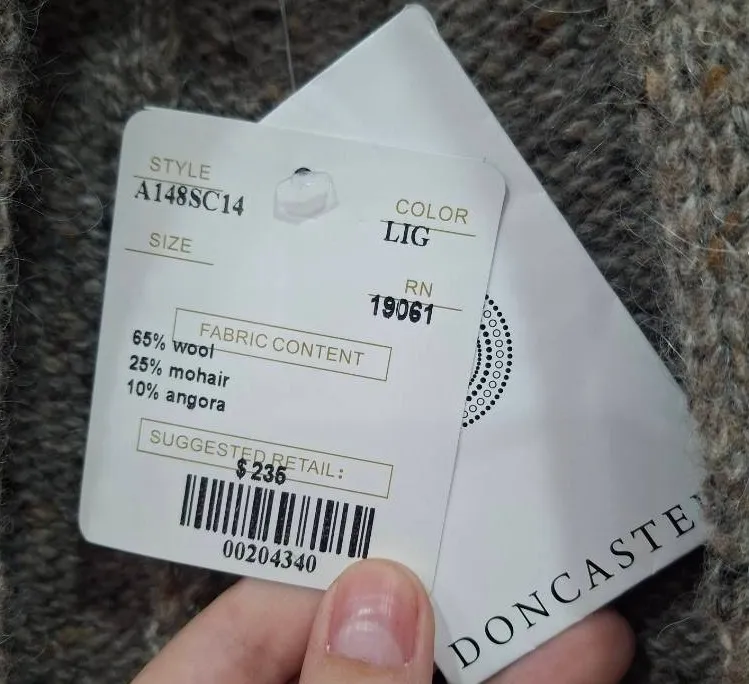 STYLE
A148SC14
COLOR
LIG
SIZE
RN
19061
FABRIC CONTENT
65% wool
25% mohair
10% angora
SUGGESTED RETAIL:
$235
00204340
DONCASTE